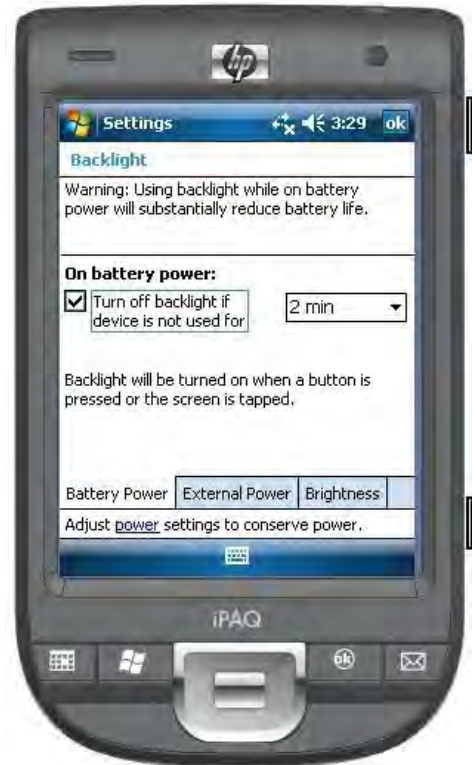 hp
Settings 3:29 ok
Backlight
Warning: Using backlight while on battery
power will substantially reduce battery life.
On battery power:
Turn off backlight if
device is not used for
2 min
Backlight will be turned on when a button is
pressed or the screen is tapped.
Battery Power External Power Brightness
Adjust power settings to conserve power.
iPAQ
ok